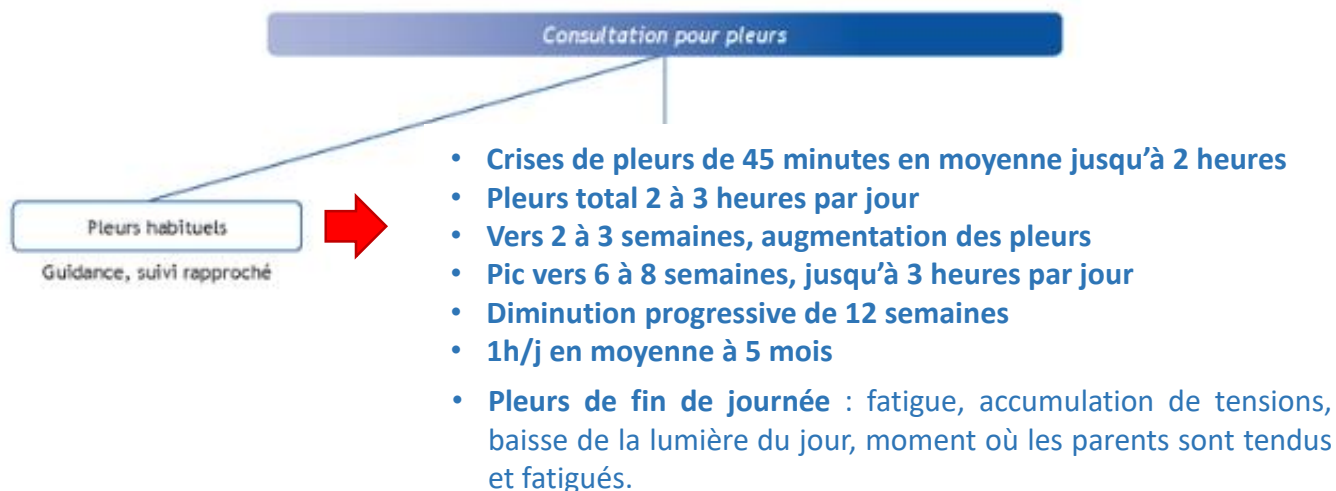 Consultation pour pleurs
Pleurs habituels
Guidance, suivi rapproché
• Crises de pleurs de 45 minutes en moyenne jusqu’à 2 heures
• Pleurs total 2 à 3 heures par jour
• Vers 2 à 3 semaines, augmentation des pleurs
• Pic vers 6 à 8 semaines, jusqu’à 3 heures par jour
• Diminution progressive de 12 semaines
• 1h/j en moyenne à 5 mois
• Pleurs de fin de journée : fatigue, accumulation de tensions,
baisse de la lumière du jour, moment où les parents sont tendus
et fatigués.